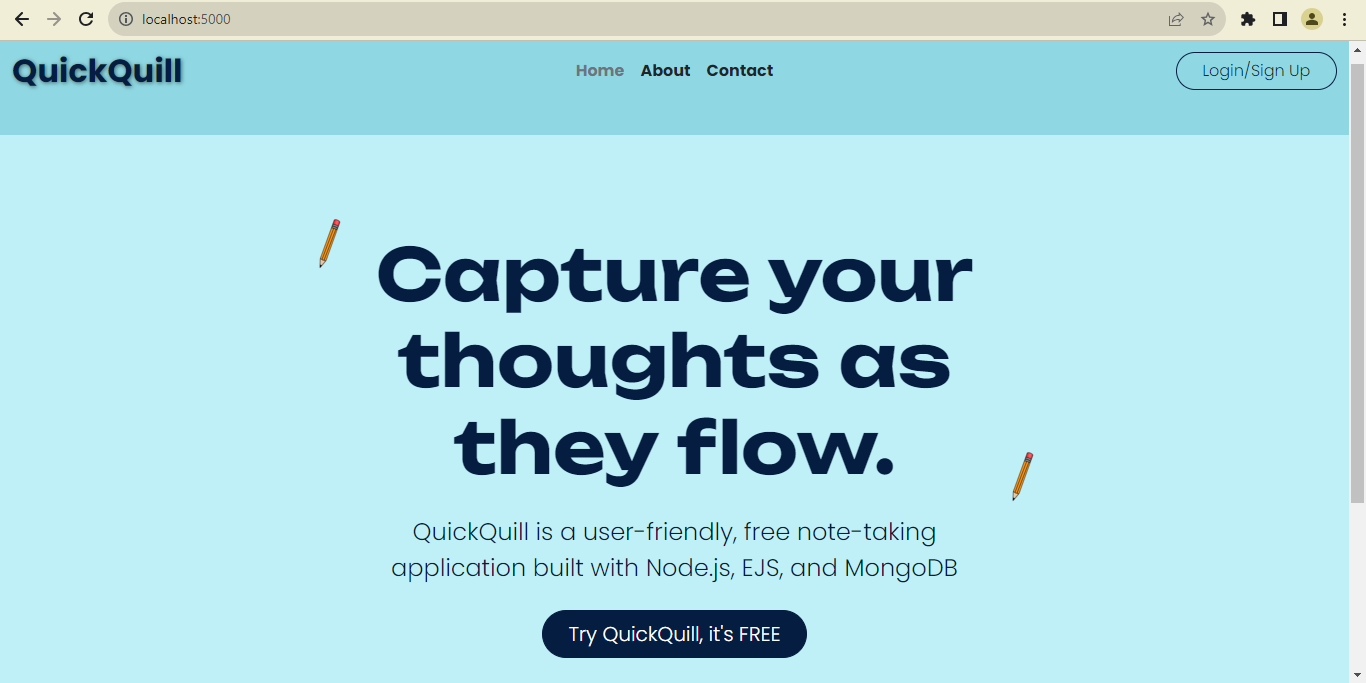 localhost:5000
QuickQuill
Home About Contact
Login/Sign Up
Capture your
thoughts as
they flow.
QuickQuill is a user-friendly, free note-taking
application built with Node.js, EJS, and MongoDB
Try QuickQuill, it's FREE